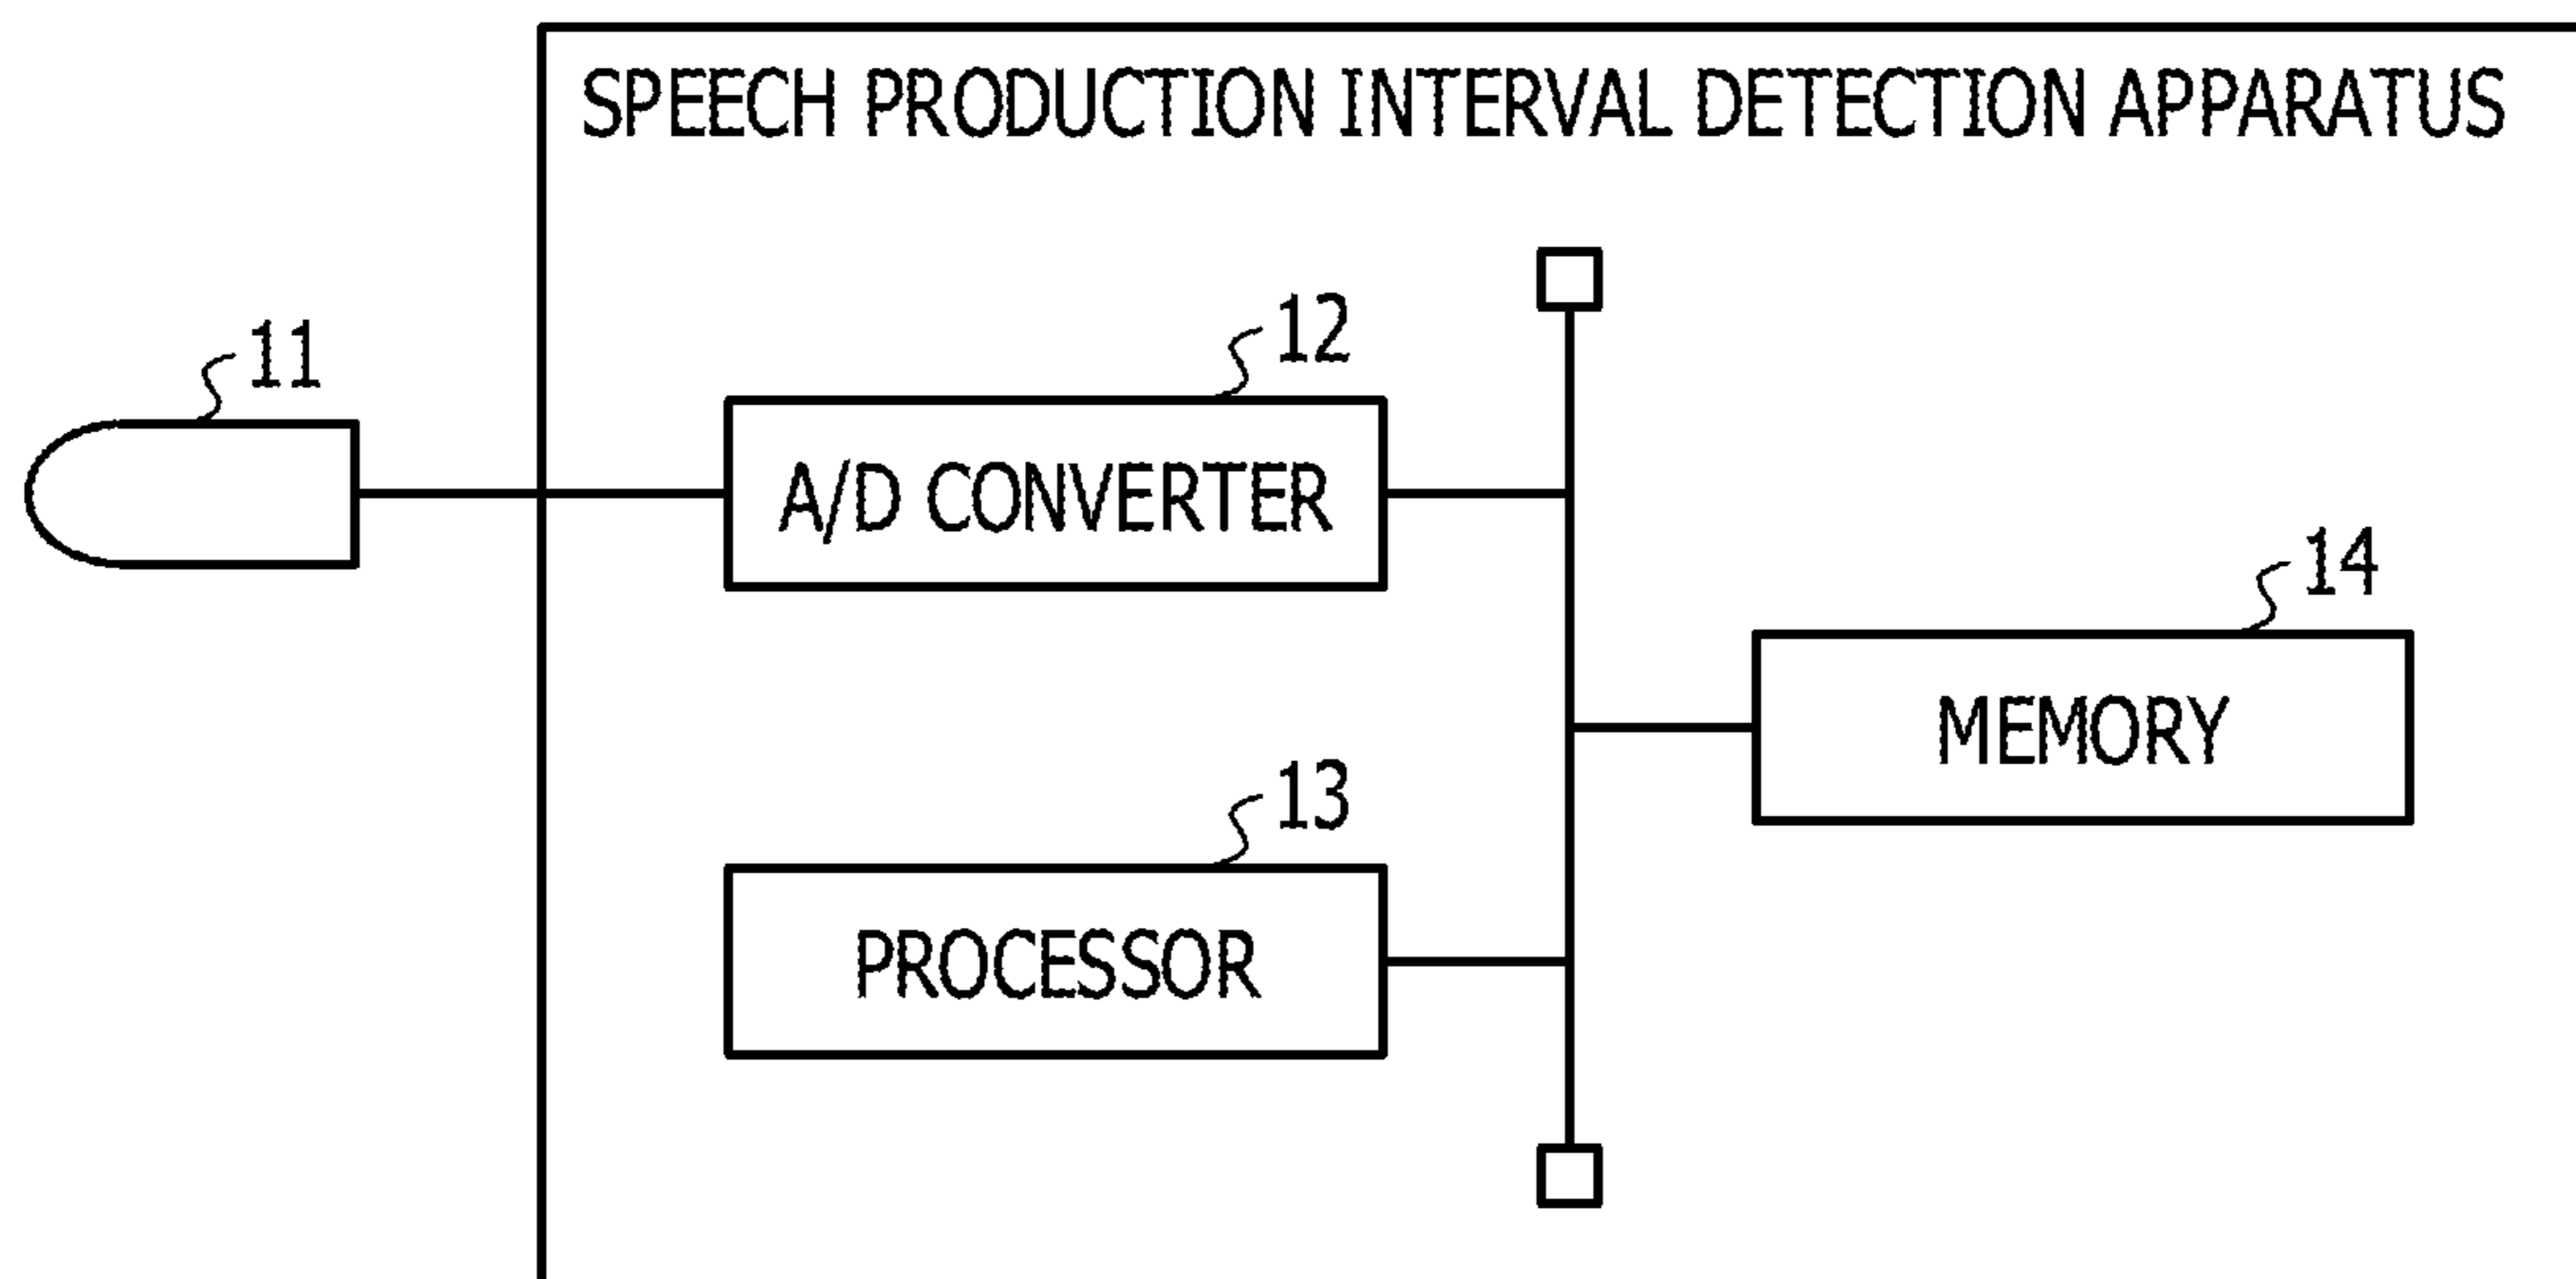 SPEECH PRODUCTION INTERVAL DETECTION APPARATUS
11
12
A/D CONVERTER
14
MEMORY
13
PROCESSOR